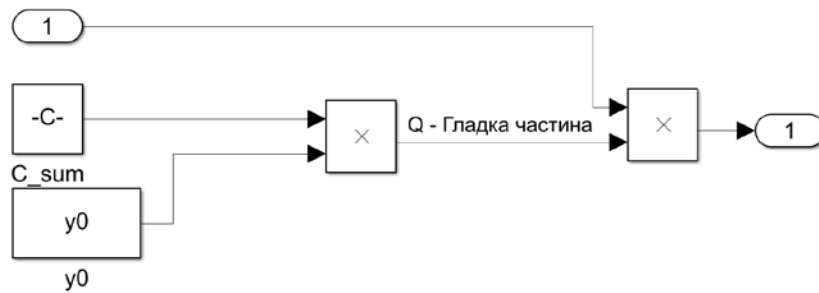 1
-C-
C_sum
y0
y0
×
Q - Гладка частина
×
1